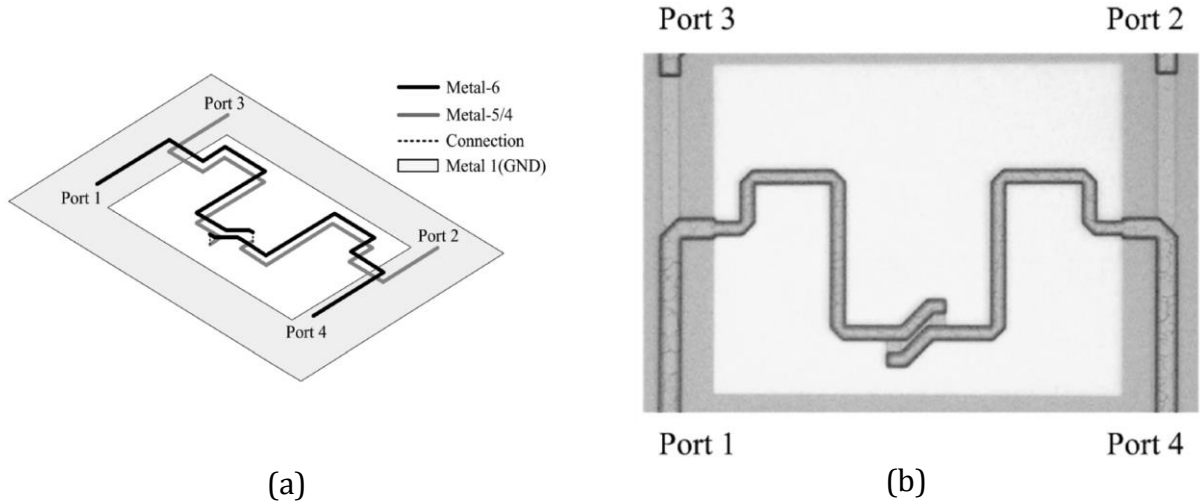 Port 3
Port 1
Port 2
Port 4
Metal-6
Metal-5/4
Connection
Metal 1(GND)
(a)
Port 3 Port 2
Port 1 Port 4
(b)